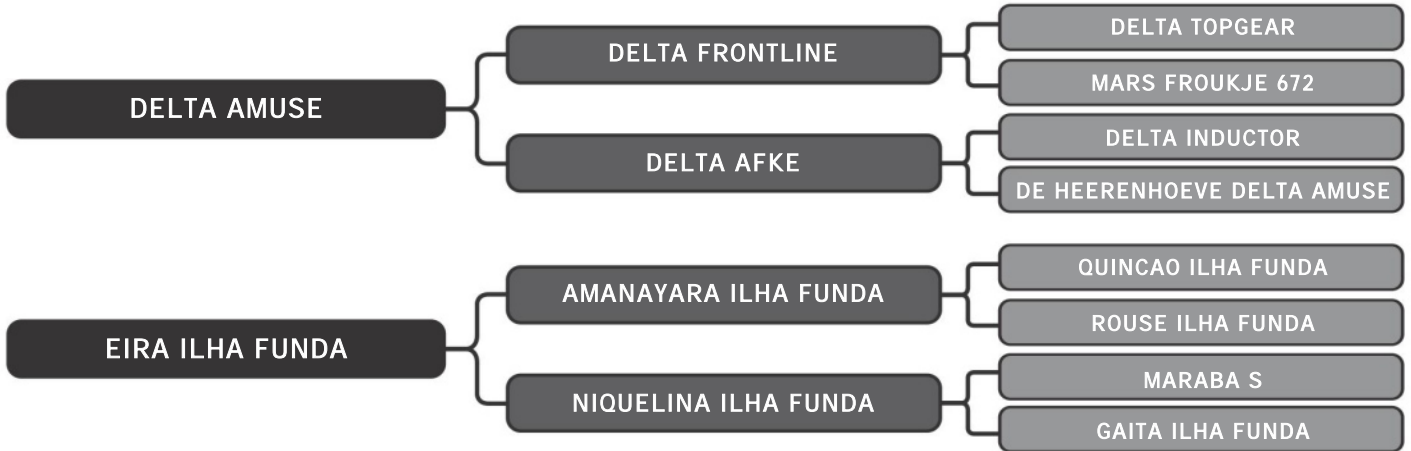 DELTA AMUSE
DELTA FRONTLINE
DELTA TOPGEAR
MARS FROUKJE 672
DELTA AFKE
DELTA INDUCTOR
DE HEERENHOEVE DELTA AMUSE
EIRA ILHA FUNDA
AMANAYARA ILHA FUNDA
QUINCAO ILHA FUNDA
ROUSE ILHA FUNDA
NIQUELINA ILHA FUNDA
MARABA S
GAITA ILHA FUNDA